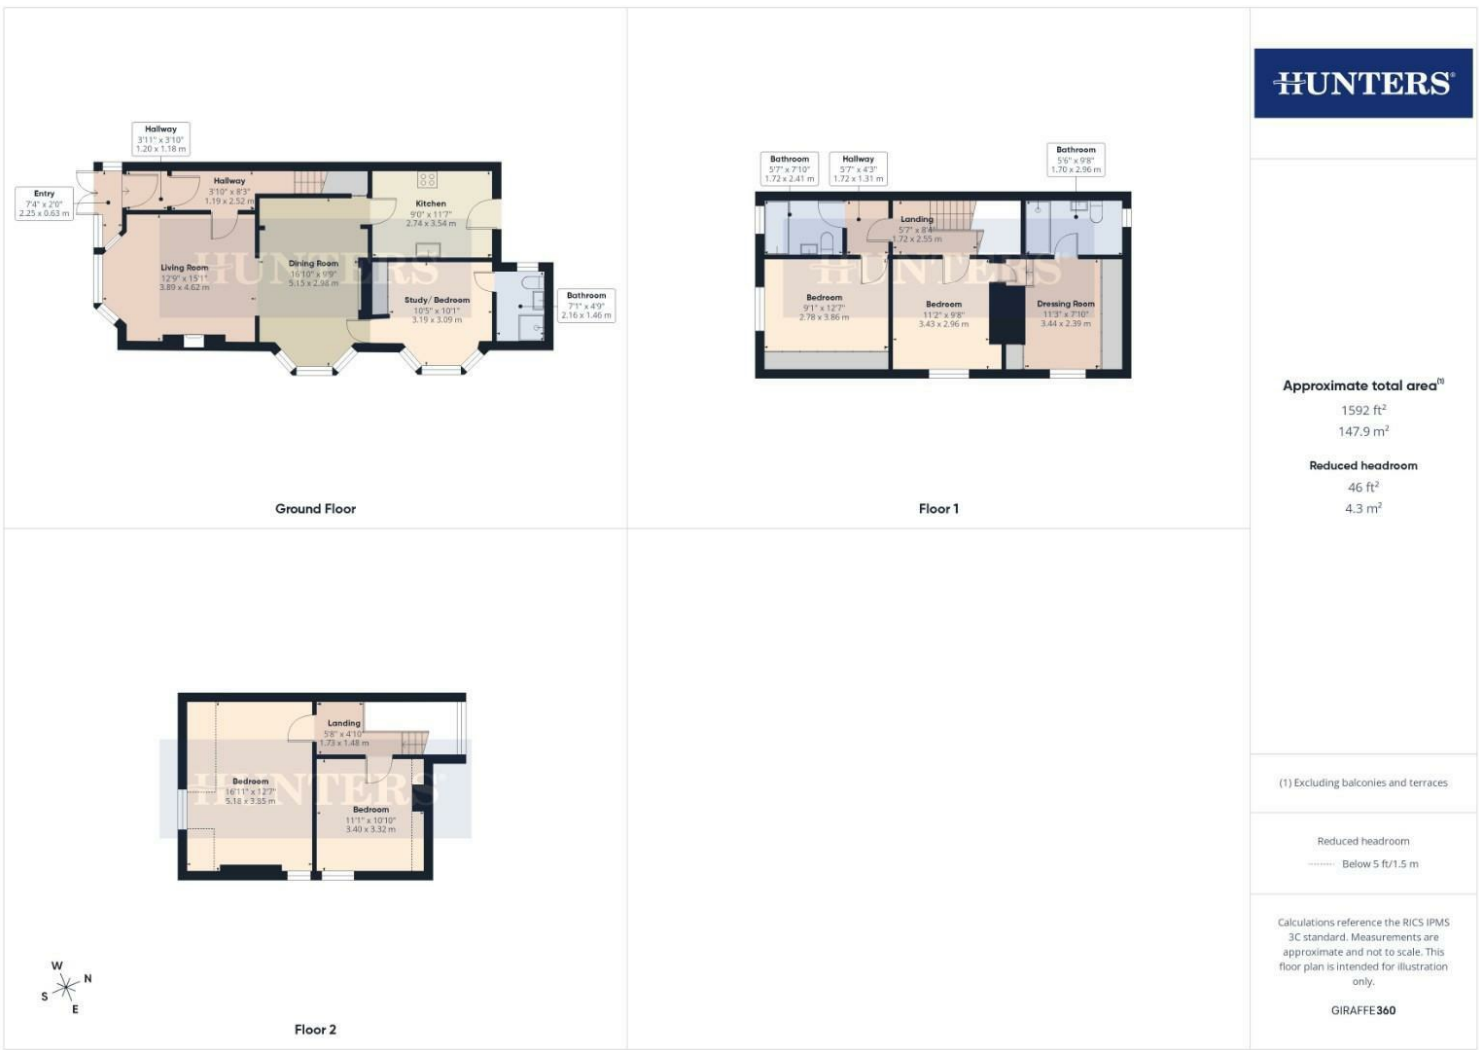 Hallway
3'11" x 3'10"
1.20 x 1.18 m
Entry
7'4" x 2'0"
2.25 x 0.63 m
Hallway
3'10" x 8'3"
1.19 x 2.52 m
Kitchen
9'0" x 11'7"
2.74 x 3.54 m
Living Room
12'9" x 15'1"
3.89 x 4.62 m
Dining Room
16'10" x 9'9"
5.15 x 2.98 m
Study/ Bedroom
10'5" x 10'1"
3.19 x 3.09 m
Bathroom
7'1" x 4'9"
2.16 x 1.46 m
HUNTERS
Ground Floor
Bathroom
5'7" x 7'10"
1.72 x 2.41 m
Hallway
5'7" x 4'3"
1.72 x 1.31 m
Bathroom
5'6" x 9'8"
1.70 x 2.96 m
Landing
5'7" x 8'4"
1.72 x 2.55 m
Bedroom
9'1" x 12'7"
2.78 x 3.86 m
Bedroom
11'2" x 9'8"
3.43 x 2.96 m
Dressing Room
11'3" x 7'10"
3.44 x 2.39 m
HUNTERS
Floor 1
Landing
5'8" x 4'10"
1.73 x 1.48 m
Bedroom
16'11" x 12'7"
5.18 x 3.85 m
Bedroom
11'1" x 10'10"
3.40 x 3.32 m
HUNTERS
W
N
S
E
Floor 2
HUNTERS®
Approximate total area(1)
1592 ft²
147.9 m²
Reduced headroom
46 ft²
4.3 m²
(1) Excluding balconies and terraces
Reduced headroom
Below 5 ft/1.5 m
Calculations reference the RICS IPMS
3C standard. Measurements are
approximate and not to scale. This
floor plan is intended for illustration
only.
GIRAFFE360